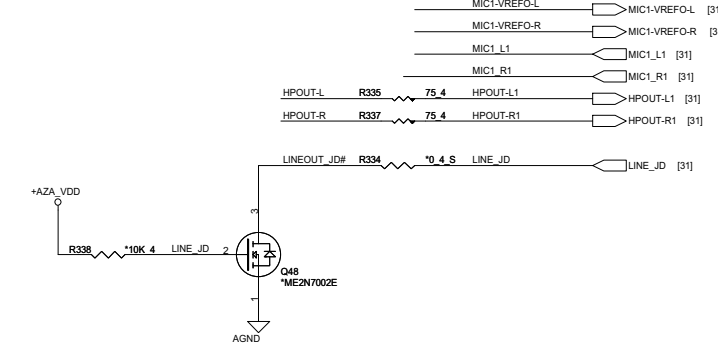 MIC1-VREFO-L MIC1-VREFO-L [31
MIC1-VREFO-R MIC1-VREFO-R [3
MIC1_L1 MIC1_L1 [31]
MIC1_R1 MIC1_R1 [31]
HPOUT-L R335 75_4 HPOUT-L1 HPOUT-L1 [31]
HPOUT-R R337 75_4 HPOUT-R1 HPOUT-R1 [31]
LINEOUT_JD# R334 *0_4_S LINE_JD LINE_JD [31]
+AZA_VDD
3
R338 *10K_4 LINE_JD 2
Q48
*ME2N7002E
1
AGND